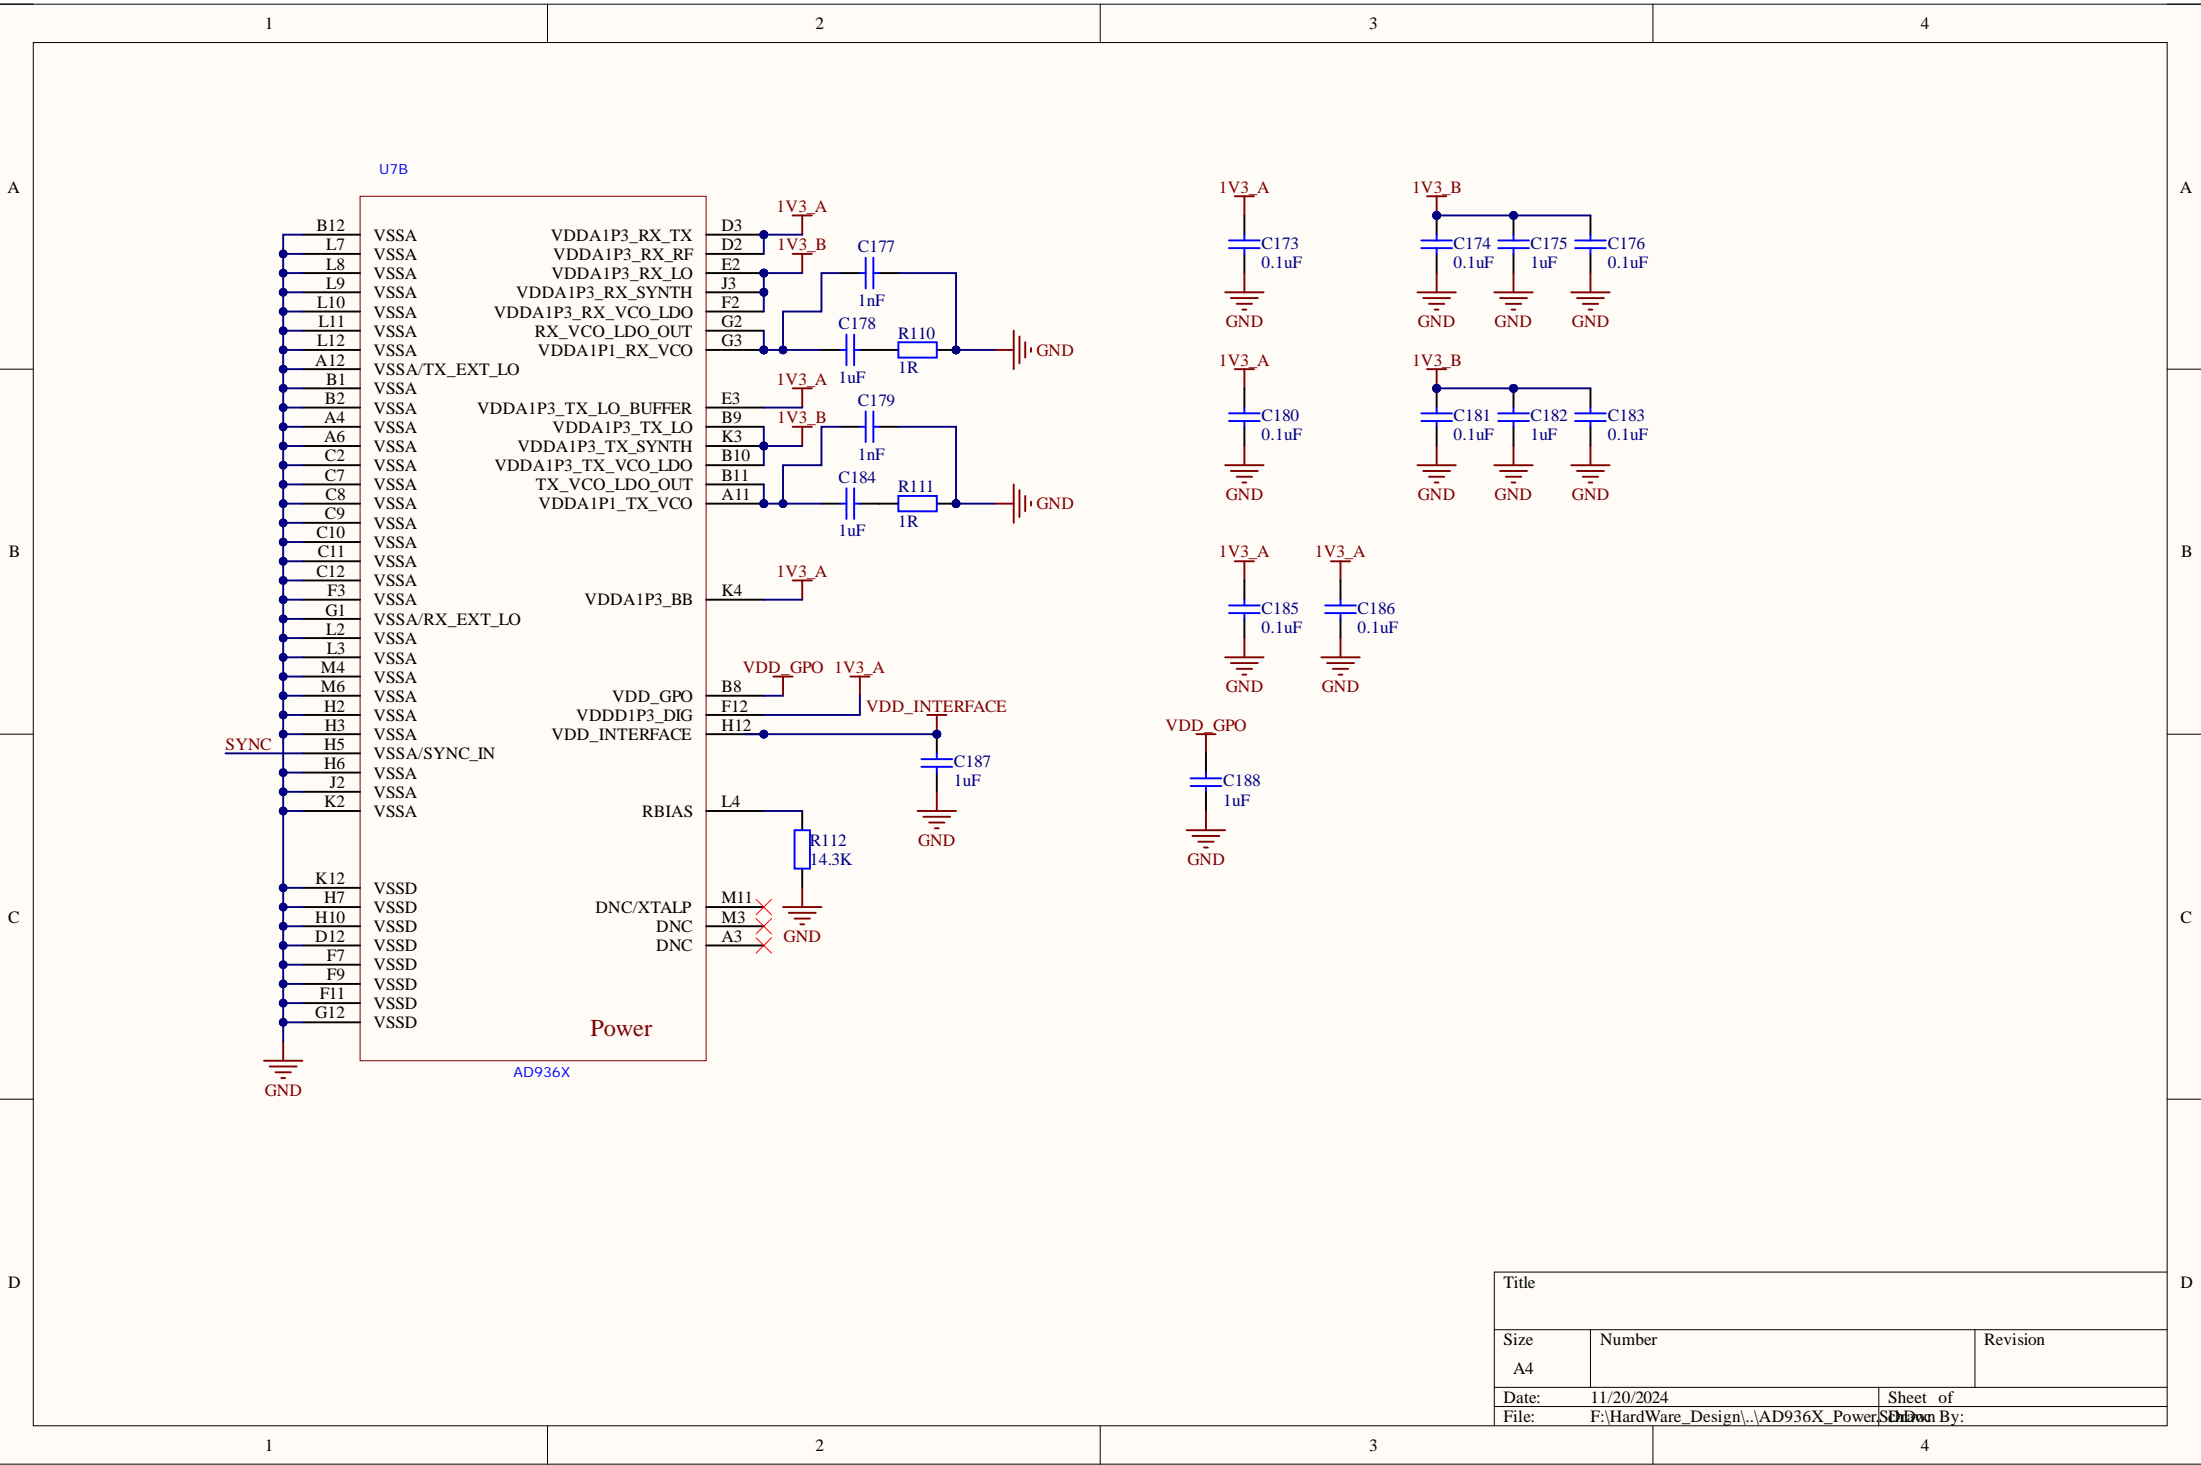 1 2 3 4
A A
B B
C C
D D
U7B
B12 VSSA
L7 VSSA
L8 VSSA
L9 VSSA
L10 VSSA
L11 VSSA
L12 VSSA
A12 VSSA/TX_EXT_LO
B1 VSSA
B2 VSSA
A4 VSSA
A6 VSSA
C2 VSSA
C7 VSSA
C8 VSSA
C9 VSSA
C10 VSSA
C11 VSSA
C12 VSSA
F3 VSSA
G1 VSSA/RX_EXT_LO
L2 VSSA
L3 VSSA
M4 VSSA
M6 VSSA
H2 VSSA
H3 VSSA
SYNC H5 VSSA/SYNC_IN
H6 VSSA
J2 VSSA
K2 VSSA
K12 VSSD
H7 VSSD
H10 VSSD
D12 VSSD
F7 VSSD
F9 VSSD
F11 VSSD
G12 VSSD
GND
VDDA1P3_RX_TX D3 1V3_A
VDDA1P3_RX_RF D2
VDDA1P3_RX_LO E2 1V3_B
VDDA1P3_RX_SYNTH J3
VDDA1P3_RX_VCO_LDO F2
RX_VCO_LDO_OUT G2
VDDA1P1_RX_VCO G3
C177
1nF
C178
1uF
R110
1R
GND
VDDA1P3_TX_LO_BUFFER E3 1V3_A
VDDA1P3_TX_LO B9
VDDA1P3_TX_SYNTH K3 1V3_B
VDDA1P3_TX_VCO_LDO B10
TX_VCO_LDO_OUT B11
VDDA1P1_TX_VCO A11
C179
1nF
C184
1uF
R111
1R
GND
VDDA1P3_BB K4 1V3_A
VDD_GPO B8 VDD_GPO
VDDD1P3_DIG F12 1V3_A
VDD_INTERFACE H12 VDD_INTERFACE
C187
1uF
GND
RBIAS L4
R112
14.3K
GND
DNC/XTALP M11
DNC M3
DNC A3
Power
AD936X
1V3_A
C173
0.1uF
GND
1V3_B
C174 C175 C176
0.1uF 1uF 0.1uF
GND GND GND
1V3_A
C180
0.1uF
GND
1V3_B
C181 C182 C183
0.1uF 1uF 0.1uF
GND GND GND
1V3_A 1V3_A
C185 C186
0.1uF 0.1uF
GND GND
VDD_GPO
C188
1uF
GND
Title
Size Number Revision
A4
Date: 11/20/2024 Sheet of
File: F:\HardWare_Design\..\AD936X_Power. By:
1 2 3 4